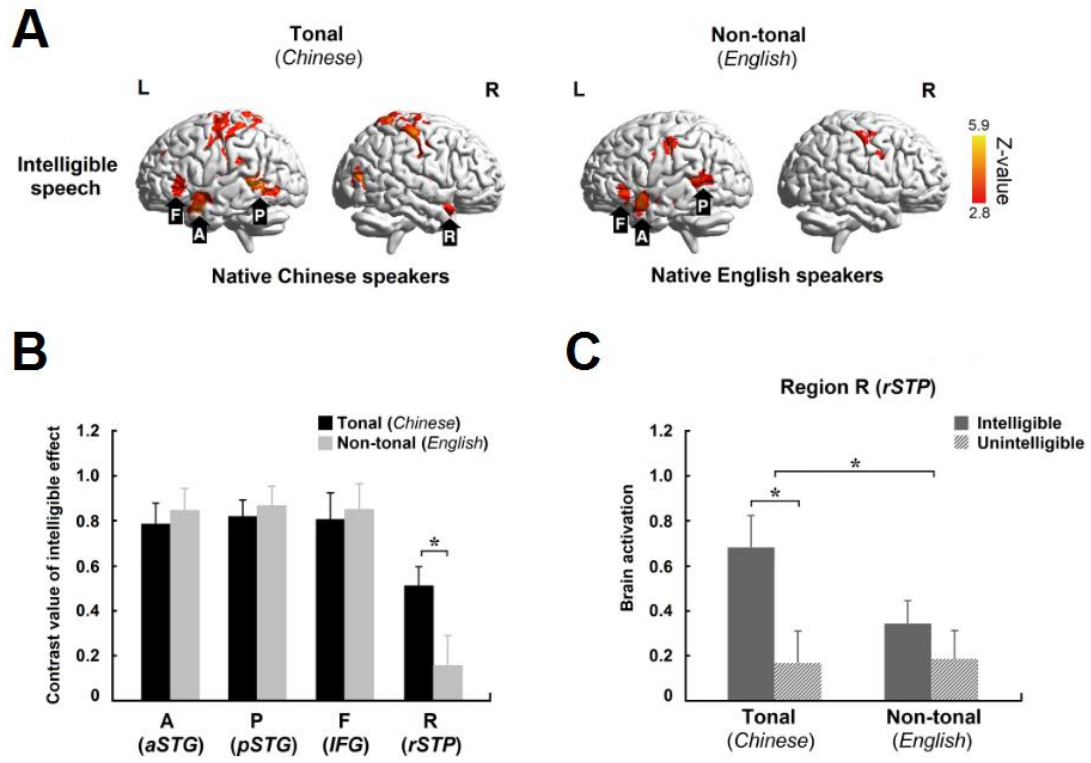 A
Tonal
(Chinese)
Non-tonal
(English)
L
R
L
R
Intelligible
speech
F
A
P
R
F
A
P
5.9
Z-value
2.8
Native Chinese speakers
Native English speakers
B
Tonal (Chinese)
Non-tonal (English)
Contrast value of intelligible effect
1.2
1.0
0.8
0.6
0.4
0.2
0
*
A
P
F
R
(aSTG)
(pSTG)
(IFG)
(rSTP)
C
Region R (rSTP)
Intelligible
Unintelligible
Brain activation
1.2
1.0
0.8
0.6
0.4
0.2
0
*
*
Tonal
(Chinese)
Non-tonal
(English)